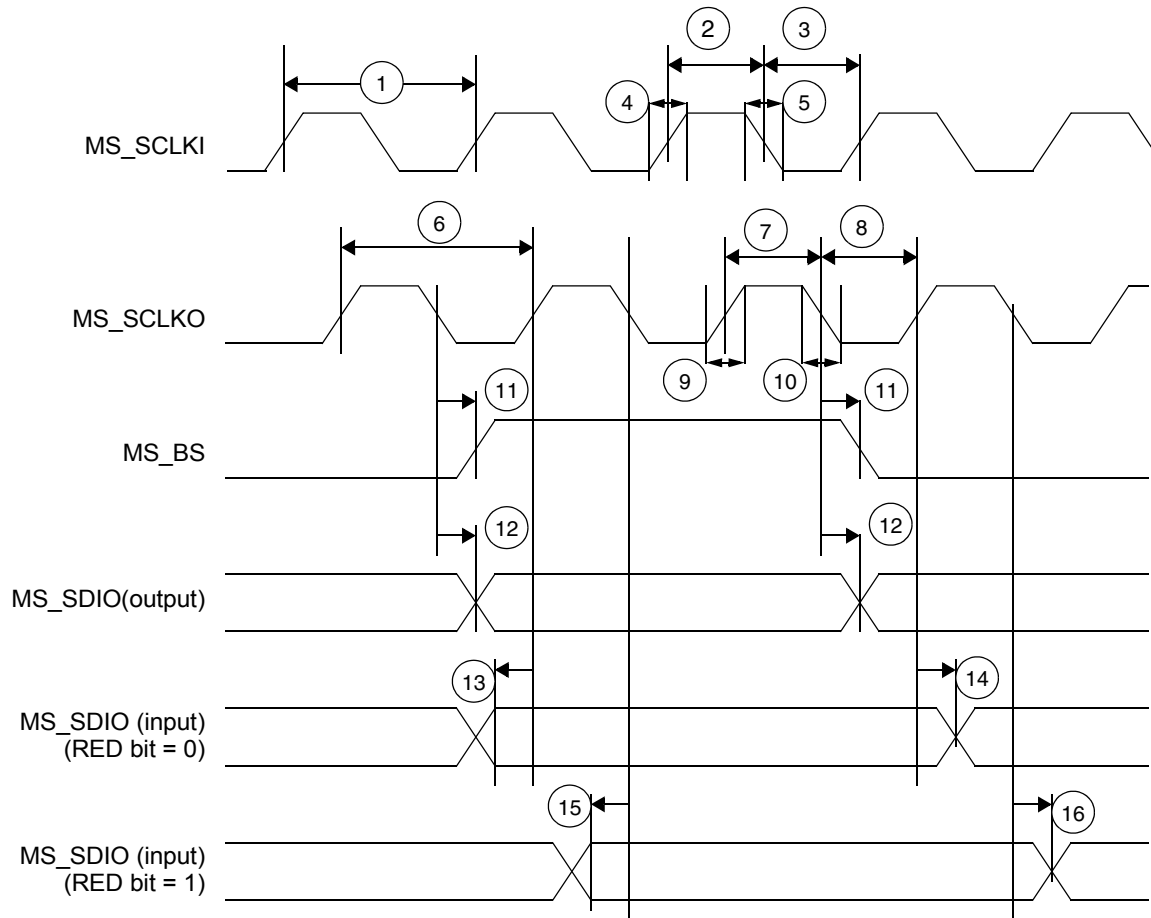 2
3
1
4
5
MS_SCLKI
6
7
8
MS_SCLKO
9
10
11
11
MS_BS
12
12
MS_SDIO(output)
13
14
MS_SDIO (input)
(RED bit = 0)
15
16
MS_SDIO (input)
(RED bit = 1)